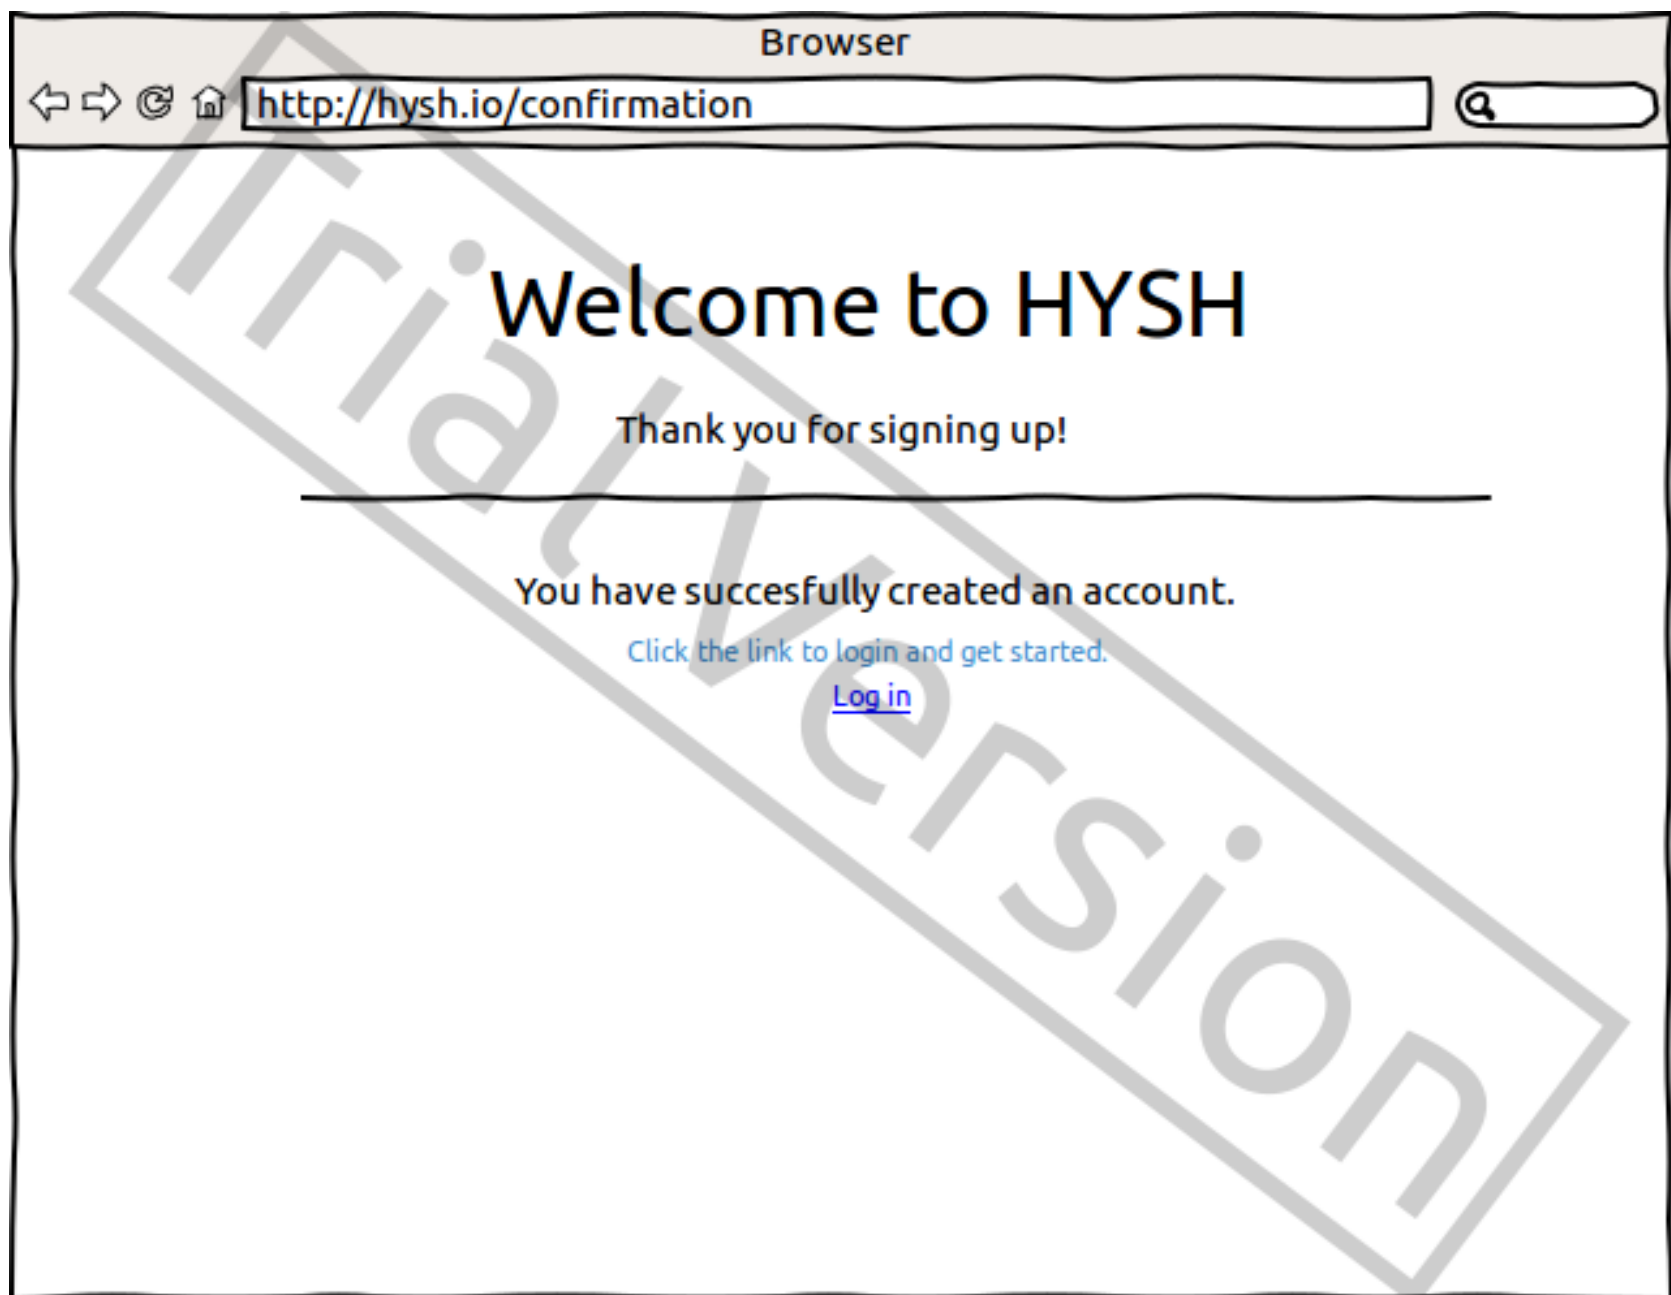 Browser
http://hysh.io/confirmation
Welcome to HYSH
Thank you for signing up!
You have succesfully created an account.
Click the link to login and get started.
Log in
Trial Version